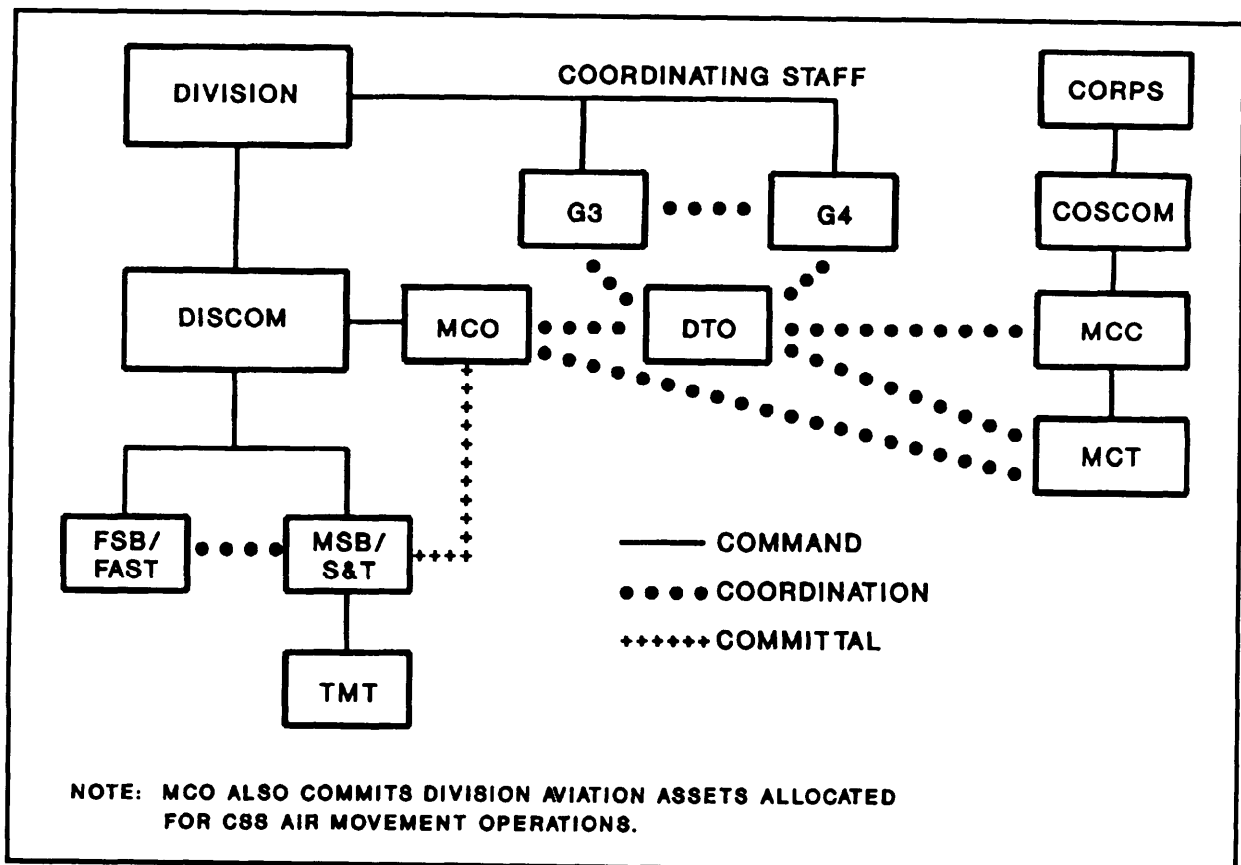 COORDINATING STAFF
DIVISION
CORPS
G3
G4
COSCOM
DISCOM
MCO
DTO
MCC
MCT
FSB/
FAST
MSB/
S&T
TMT
COMMAND
COORDINATION
COMMITTAL
NOTE: MCO ALSO COMMITS DIVISION AVIATION ASSETS ALLOCATED
FOR CSS AIR MOVEMENT OPERATIONS.